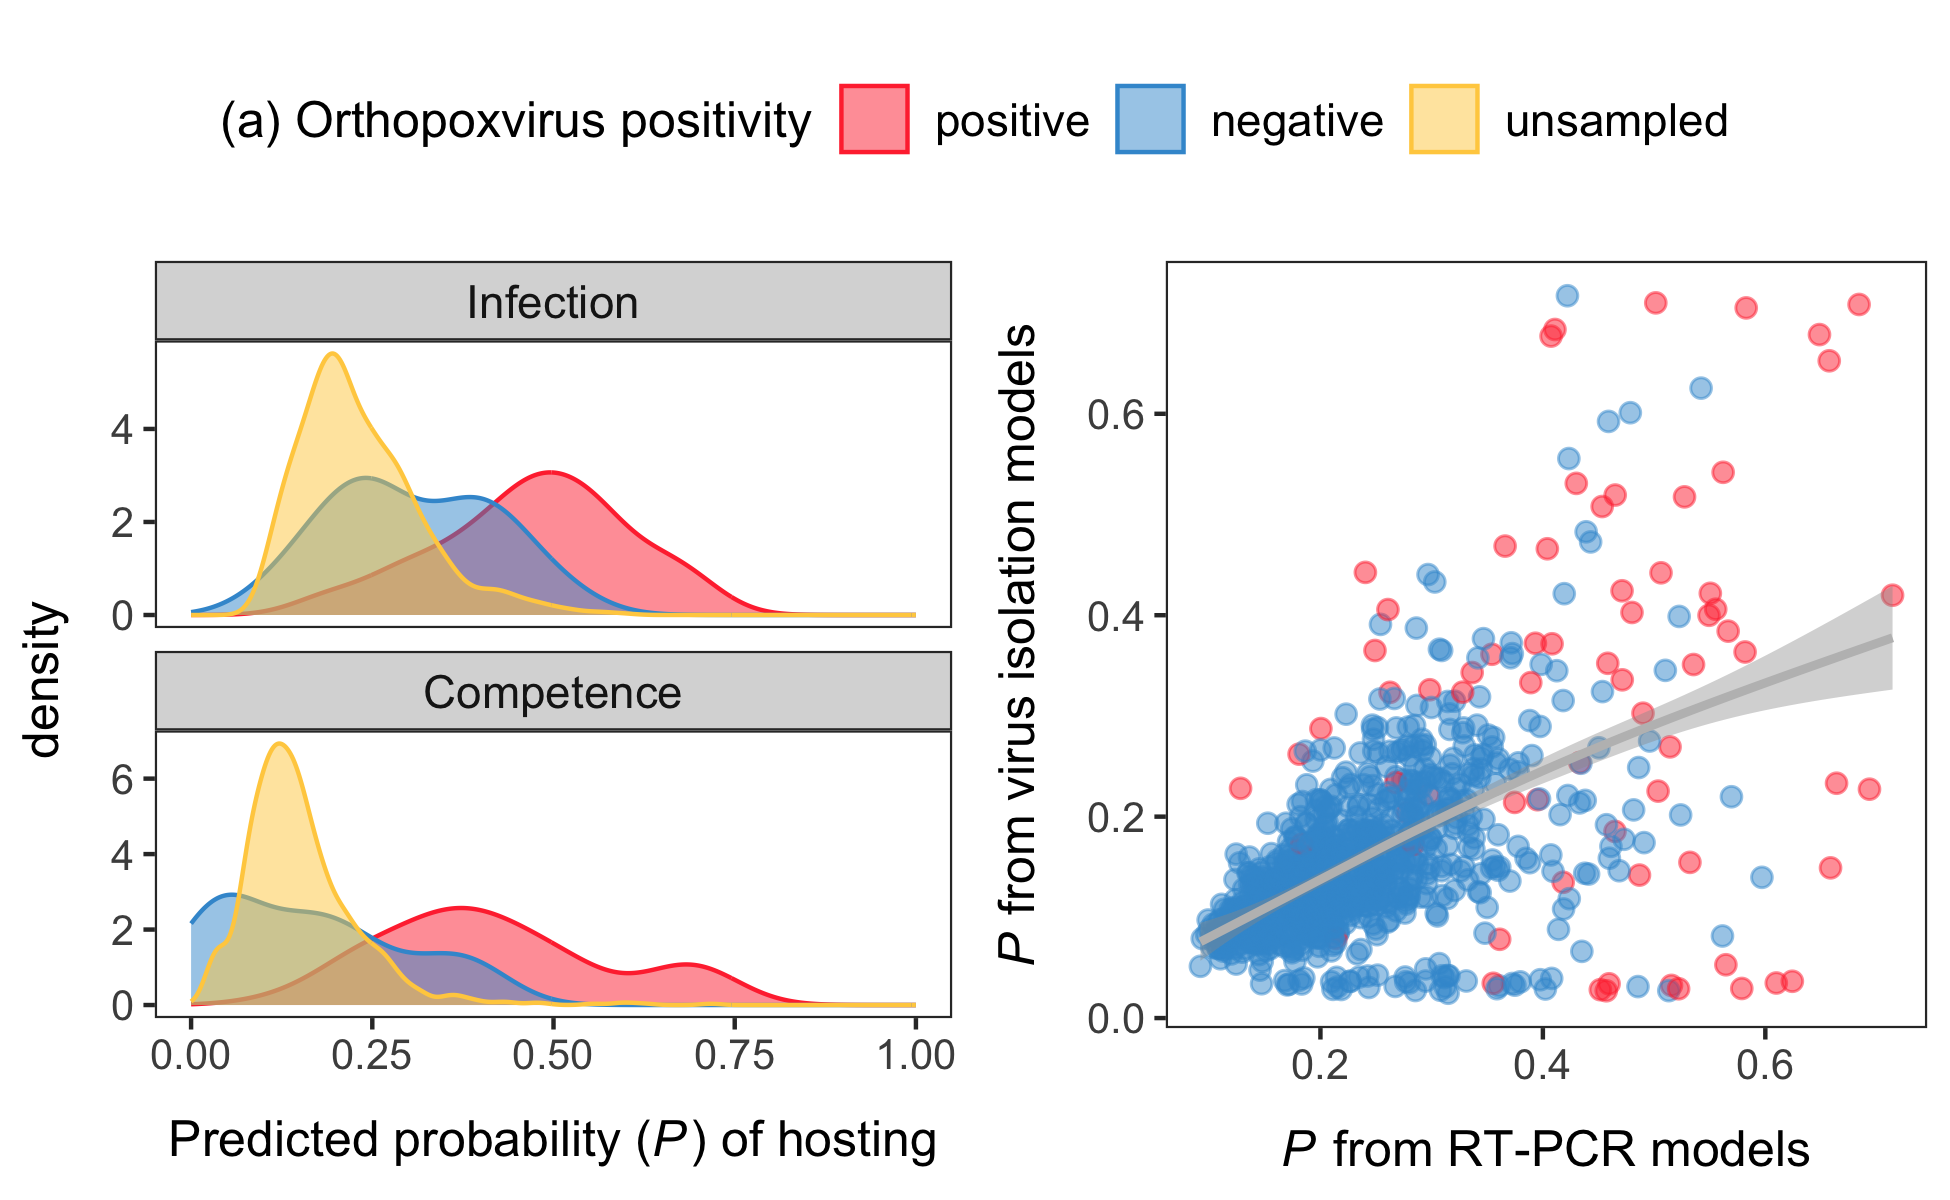 (a) Orthopoxvirus positivity positive negative unsampled
Infection
4
2
0
Competence
6
4
2
0
density
0.00 0.25 0.50 0.75 1.00
Predicted probability (P) of hosting
P from virus isolation models
0.6
0.4
0.2
0.0
0.2 0.4 0.6
P from RT-PCR models